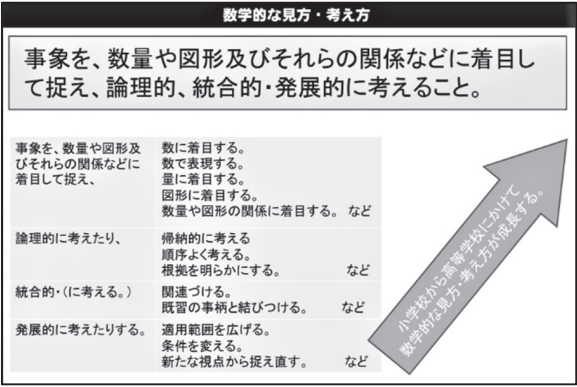 数学的な見方・考え方
事象を、数量や図形及びそれらの関係などに着目し
て捉え、論理的、統合的・発展的に考えること。
事象を、数量や図形及
びそれらの関係などに
着目して捉え、
数に着目する。
数で表現する。
量に着目する。
図形に着目する。
数量や図形の関係に着目する。 など
論理的に考えたり、
帰納的に考える
順序よく考える。
根拠を明らかにする。 など
統合的・(に考える。)
関連づける。
既習の事柄と結びつける。 など
発展的に考えたりする。
適用範囲を広げる。
条件を変える。
新たな視点から捉え直す。 など
小学校から高等学校にかけて
数学的な見方・考え方が成長する。